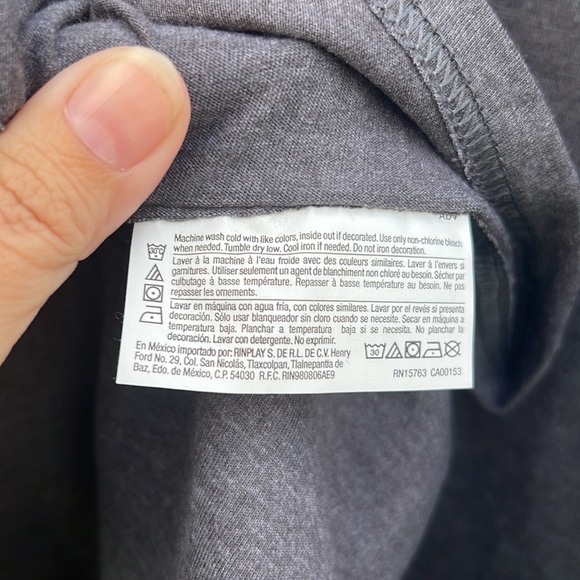 Machine wash cold with like colors, inside out if decorated. Use only non-chlorine bleach
when needed. Tumble dry low. Cool iron if needed. Do not iron decoration.
Laver à la machine à l'eau froide avec des couleurs similaires. Laver à l'envers si
garnitures. Utiliser seulement un agent de blanchiment non chloré au besoin. Sécher par
culbutage à basse température. Repasser à basse température au besoin. Ne pas
repasser les ornements.
Lavar en máquina con agua fría, con colores similares. Lavar por el revés si presenta
decoración. Sólo usar blanqueador sin cloro cuando se necesite. Secar en máquina a
temperatura baja. Planchar a temperatura baja si se necesita. No planchar la
decoración. Lavar con detergente. No exprimir.
En México importado por: RINPLAY S. DE R.L. DE C.V. Henry
Ford No. 29, Col. San Nicolás, Tlaxcolpan, Tlalnepantla de
Baz, Edo. de México, C.P. 54030 R.F.C. RIN980806AE9
30
RN15763 CA00153